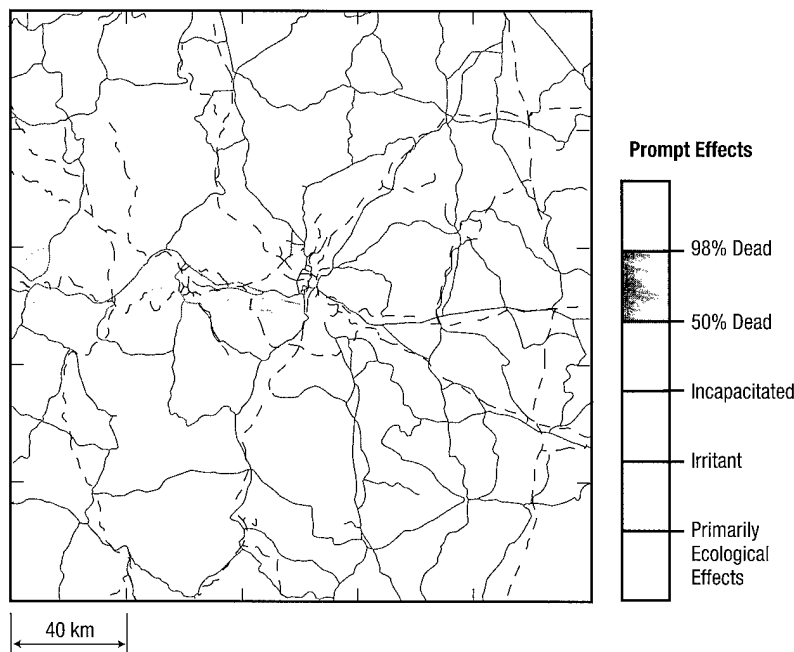 Prompt Effects
98% Dead
50% Dead
Incapacitated
Irritant
Primarily
Ecological
Effects
40 km